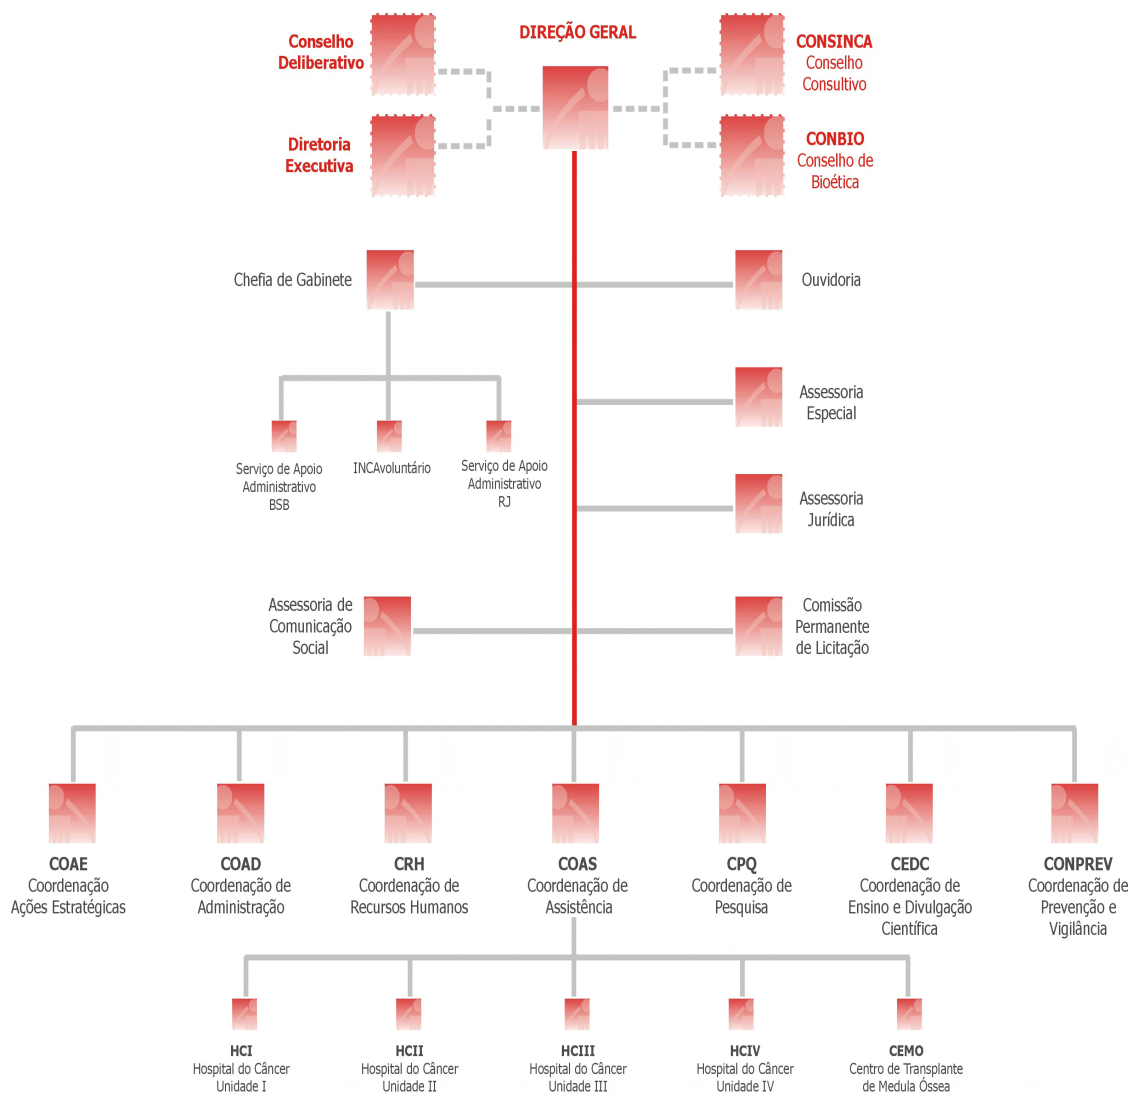 DIREÇÃO GERAL
Conselho
Deliberativo
CONSINCA
Conselho
Consultivo
Diretoria
Executiva
CONBIO
Conselho de
Bioética
Chefia de Gabinete
Ouvidoria
Assessoria
Especial
Serviço de Apoio
Administrativo
BSB
INCAvoluntário
Serviço de Apoio
Administrativo
RJ
Assessoria
Jurídica
Assessoria de
Comunicação
Social
Comissão
Permanente
de Licitação
COAE
Coordenação
Ações Estratégicas
COAD
Coordenação de
Administração
CRH
Coordenação de
Recursos Humanos
COAS
Coordenação de
Assistência
CPQ
Coordenação de
Pesquisa
CEDC
Coordenação de
Ensino e Divulgação
Científica
CONPREV
Coordenação de
Prevenção e
Vigilância
HCI
Hospital do Câncer
Unidade I
HCII
Hospital do Câncer
Unidade II
HCIII
Hospital do Câncer
Unidade III
HCIV
Hospital do Câncer
Unidade IV
CEMO
Centro de Transplante
de Medula Óssea